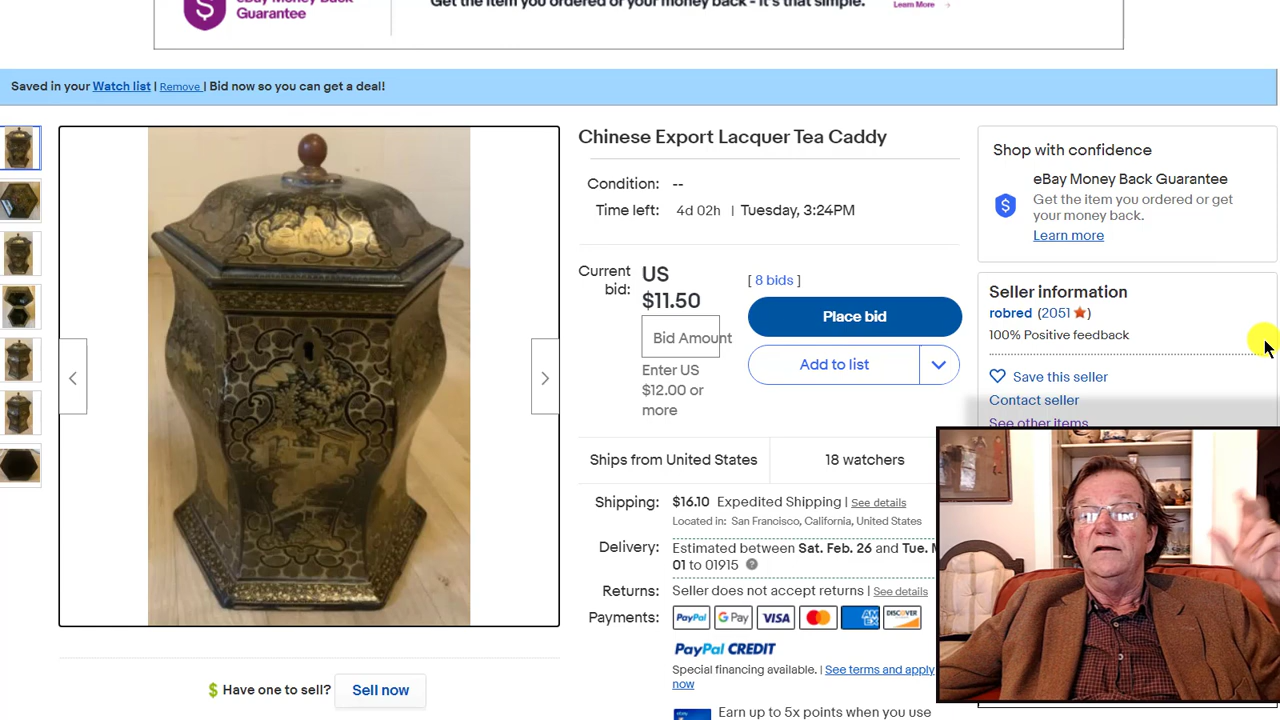 eBay Money Back
Guarantee
Get the item you ordered or your money back - it's that simple.
Learn More →
Saved in your Watch list | Remove | Bid now so you can get a deal!
Chinese Export Lacquer Tea Caddy
Condition: --
Time left: 4d 02h | Tuesday, 3:24PM
Current
bid:
US
$11.50
[ 8 bids ]
Place bid
Bid Amount
Add to list
Enter US
$12.00 or
more
Ships from United States
18 watchers
Shipping: $16.10 Expedited Shipping | See details
Located in: San Francisco, California, United States
Delivery: Estimated between Sat. Feb. 26 and Tue.
01 to 01915
Returns: Seller does not accept returns | See details
Payments: PayPal G Pay VISA MasterCard AM EX DISCOVER
PayPal CREDIT
Special financing available. | See terms and apply
now
Earn up to 5x points when you use
$ Have one to sell? Sell now
Shop with confidence
eBay Money Back Guarantee
Get the item you ordered or get
your money back.
Learn more
Seller information
robred (2051 ★)
100% Positive feedback
Save this seller
Contact seller
See other items